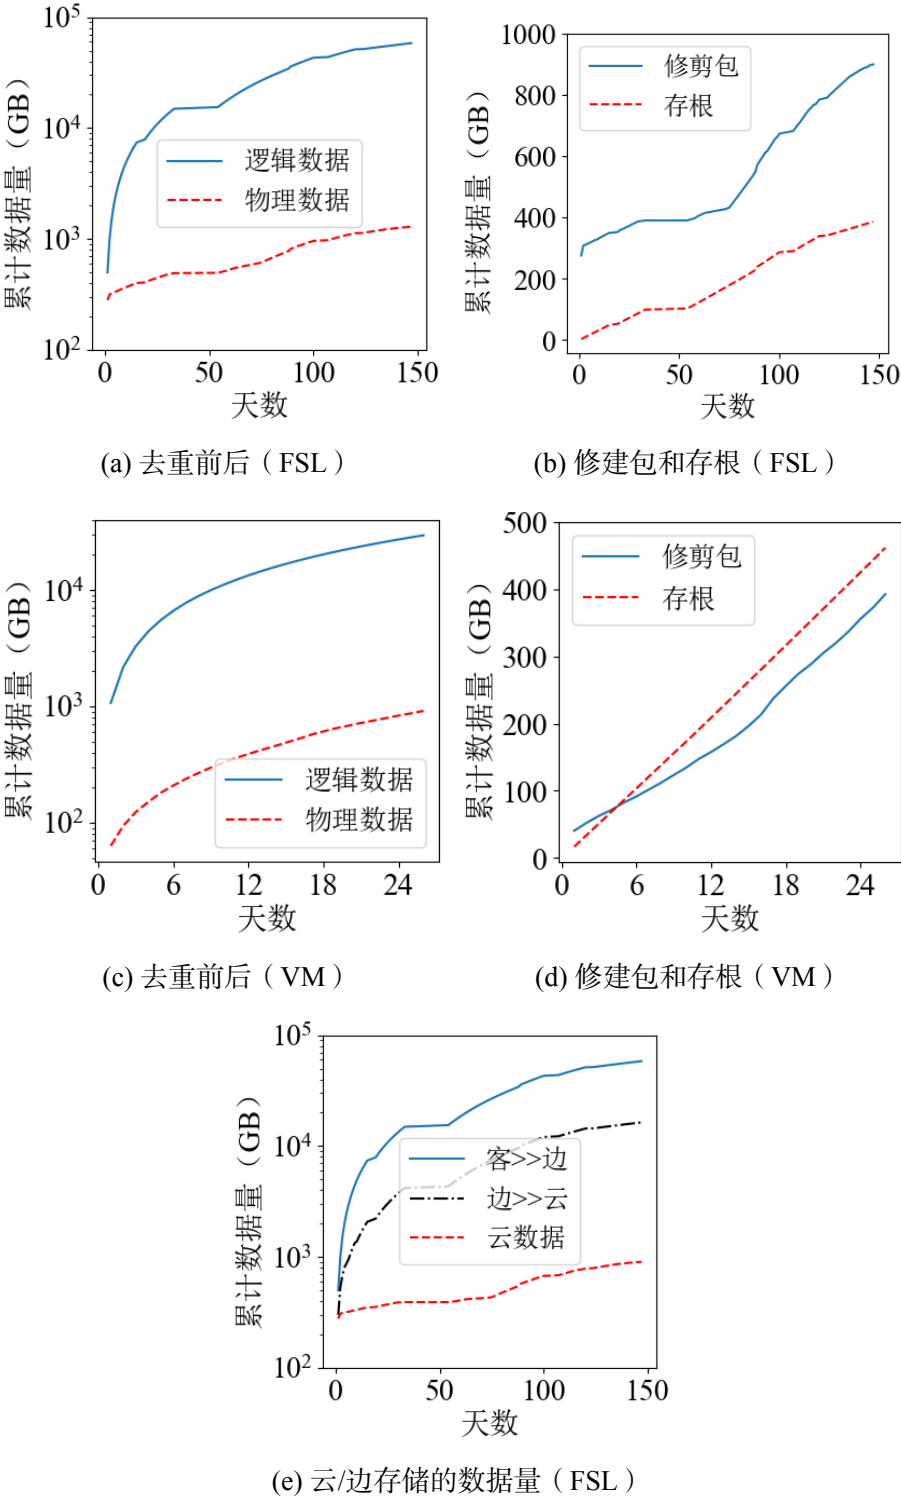 10^5
10^4
10^3
10^2
累计数据量（GB）
逻辑数据
物理数据
0 50 100 150
天数
(a) 去重前后（FSL）
1000
800
600
400
200
0
累计数据量（GB）
修剪包
存根
0 50 100 150
天数
(b) 修建包和存根（FSL）
10^4
10^3
10^2
累计数据量（GB）
逻辑数据
物理数据
0 6 12 18 24
天数
(c) 去重前后（VM）
500
400
300
200
100
0
累计数据量（GB）
修剪包
存根
0 6 12 18 24
天数
(d) 修建包和存根（VM）
10^5
10^4
10^3
10^2
累计数据量（GB）
客>>边
边>>云
云数据
0 50 100 150
天数
(e) 云/边存储的数据量（FSL）